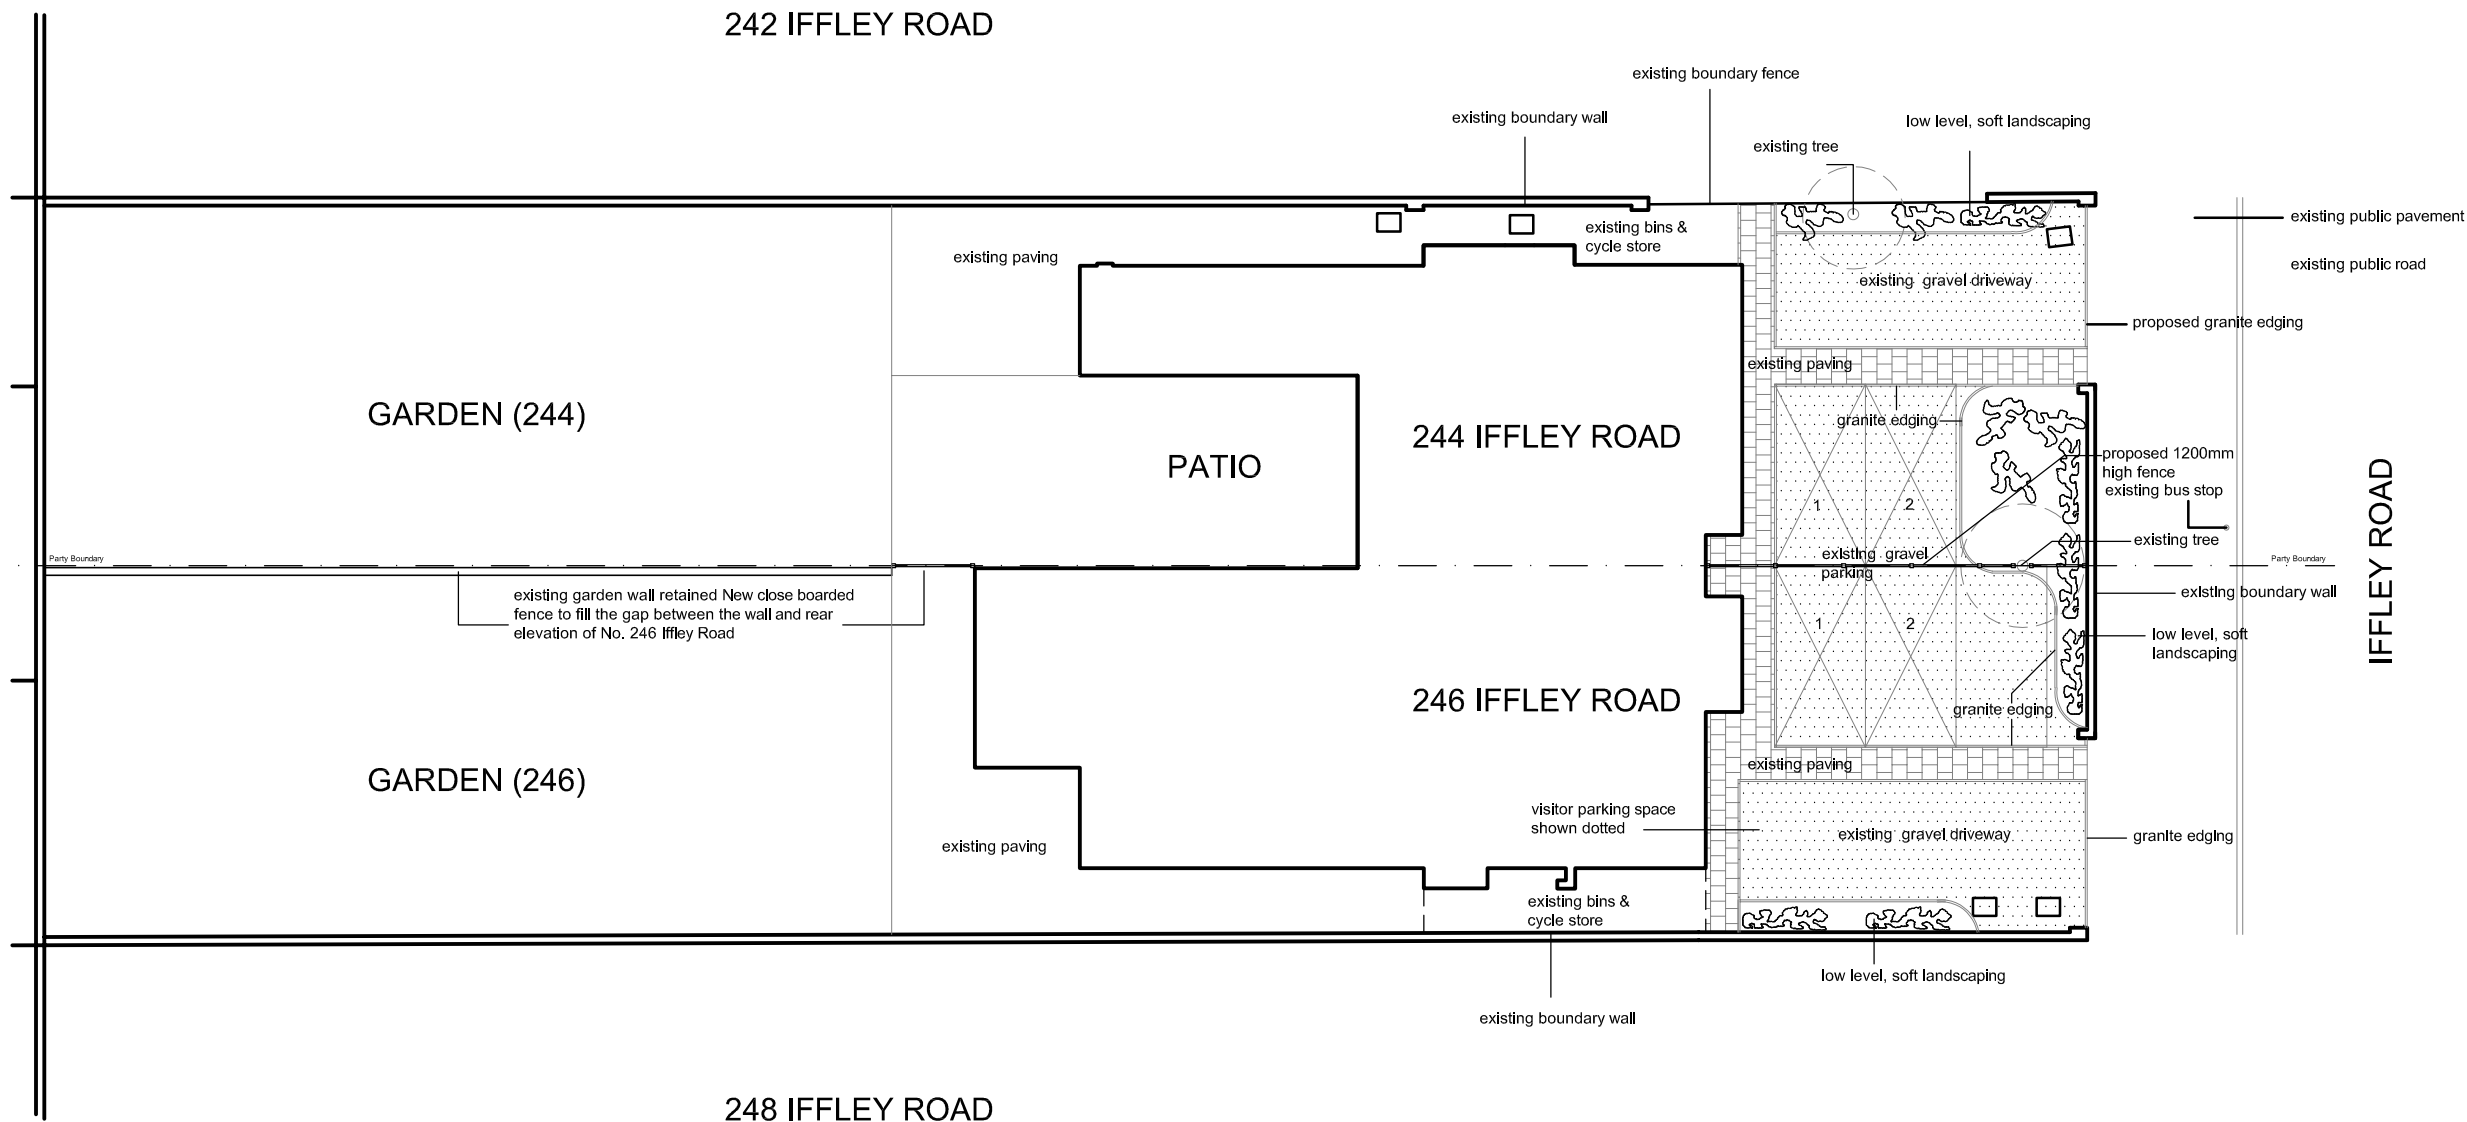 242 IFFLEY ROAD
existing boundary fence
existing boundary wall
low level, soft landscaping
existing tree
existing public pavement
existing bins &
cycle store
existing paving
existing public road
existing gravel driveway
proposed granite edging
existing paving
GARDEN (244)
244 IFFLEY ROAD
granite edging
PATIO
proposed 1200mm
high fence
existing bus stop
1
2
IFFLEY ROAD
existing tree
Party Boundary
existing gravel
parking
Party Boundary
existing garden wall retained New close boarded
fence to fill the gap between the wall and rear
elevation of No. 246 Iffley Road
existing boundary wall
1
2
low level, soft
landscaping
246 IFFLEY ROAD
granite edging
GARDEN (246)
existing paving
visitor parking space
shown dotted
existing gravel driveway
granite edging
existing paving
existing bins &
cycle store
low level, soft landscaping
existing boundary wall
248 IFFLEY ROAD